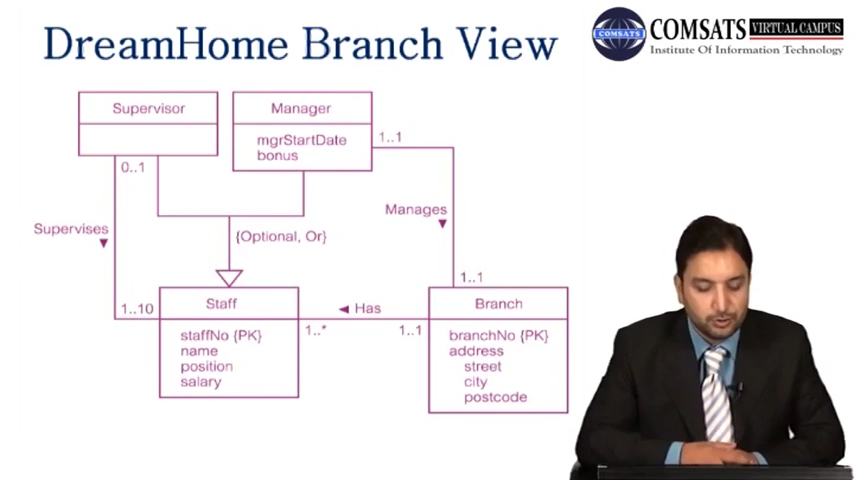 DreamHome Branch View
COMSATS
COMSATS VIRTUAL CAMPUS
Institute Of Information Technology
Supervisor
Manager
mgrStartDate
bonus
1..1
0..1
Manages
Supervises
{Optional, Or}
1..1
1..10
Staff
Has
Branch
1..*
1..1
staffNo {PK}
name
position
salary
branchNo {PK}
address
street
city
postcode